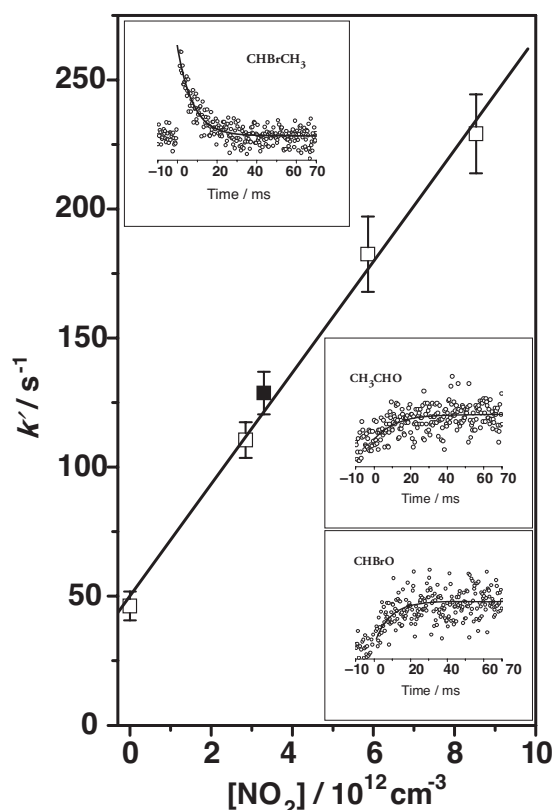 250
200
150
100
50
0
k′ / s⁻¹
CHBrCH₃
−10 0 20 40 60 70
Time / ms
CH₃CHO
−10 0 20 40 60 70
Time / ms
CHBrO
−10 0 20 40 60 70
Time / ms
0 2 4 6 8 10
[NO₂] / 10¹² cm⁻³